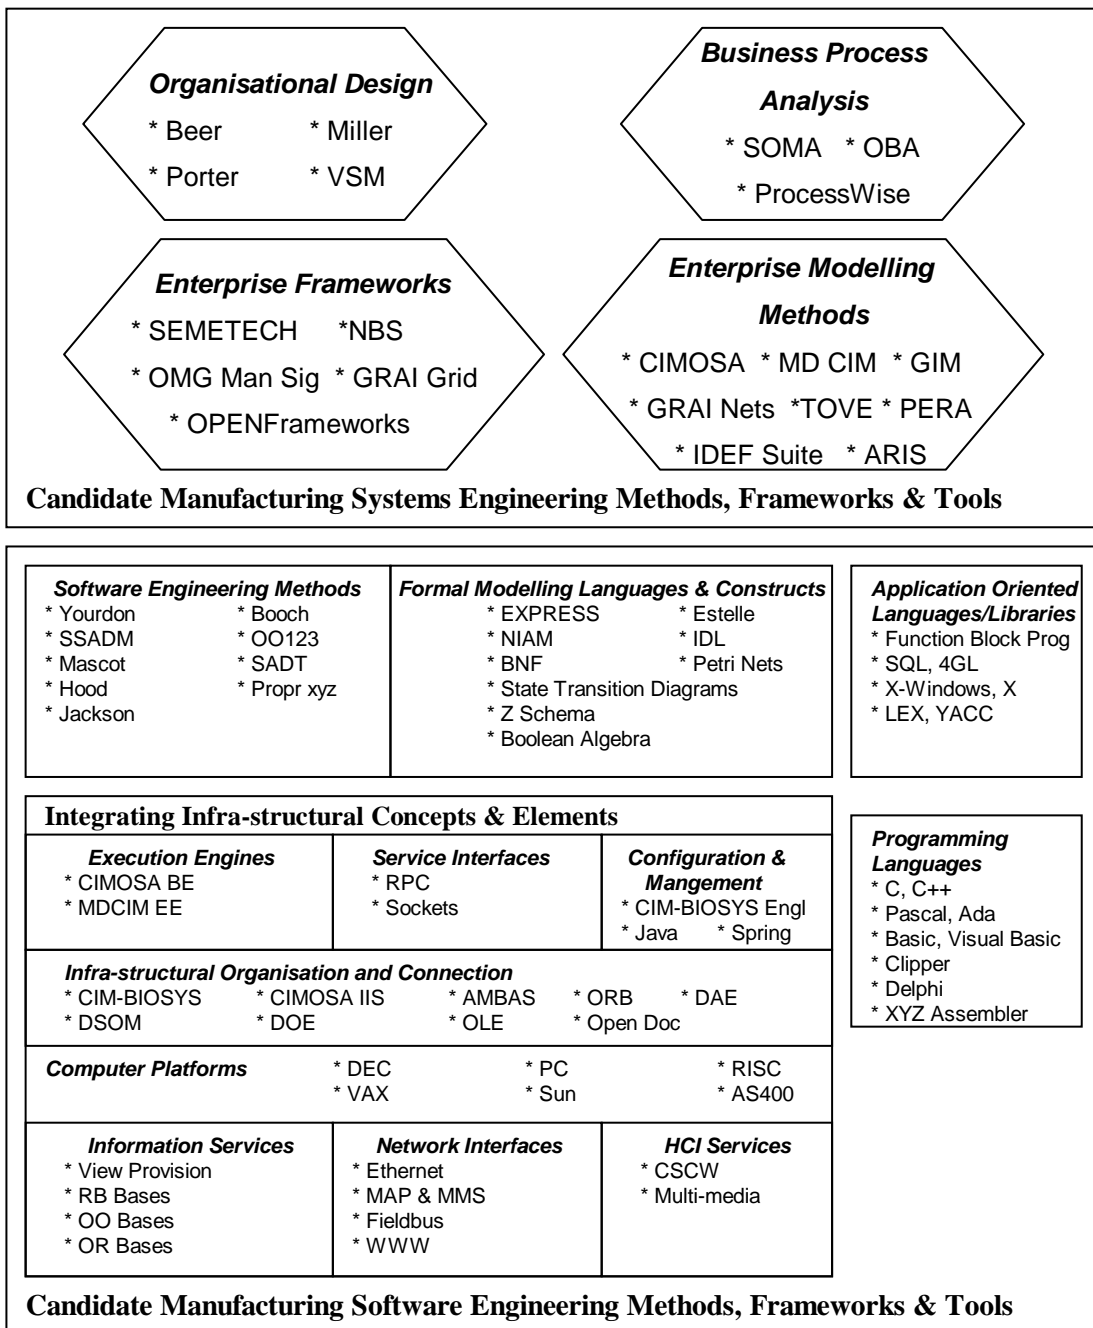 Organisational Design
* Beer * Miller
* Porter * VSM
Business Process
Analysis
* SOMA * OBA
* ProcessWise
Enterprise Frameworks
* SEMETECH *NBS
* OMG Man Sig * GRAI Grid
* OPENFrameworks
Enterprise Modelling
Methods
* CIMOSA * MD CIM * GIM
* GRAI Nets *TOVE * PERA
* IDEF Suite * ARIS
Candidate Manufacturing Systems Engineering Methods, Frameworks & Tools
Software Engineering Methods
* Yourdon * Booch
* SSADM * OO123
* Mascot * SADT
* Hood * Propr xyz
* Jackson
Formal Modelling Languages & Constructs
* EXPRESS * Estelle
* NIAM * IDL
* BNF * Petri Nets
* State Transition Diagrams
* Z Schema
* Boolean Algebra
Application Oriented
Languages/Libraries
* Function Block Prog
* SQL, 4GL
* X-Windows, X
* LEX, YACC
Integrating Infra-structural Concepts & Elements
Execution Engines
* CIMOSA BE
* MDCIM EE
Service Interfaces
* RPC
* Sockets
Configuration &
Mangement
* CIM-BIOSYS Engl
* Java * Spring
Programming
Languages
* C, C++
* Pascal, Ada
* Basic, Visual Basic
* Clipper
* Delphi
* XYZ Assembler
Infra-structural Organisation and Connection
* CIM-BIOSYS * CIMOSA IIS * AMBAS * ORB * DAE
* DSOM * DOE * OLE * Open Doc
Computer Platforms * DEC * PC * RISC
* VAX * Sun * AS400
Information Services
* View Provision
* RB Bases
* OO Bases
* OR Bases
Network Interfaces
* Ethernet
* MAP & MMS
* Fieldbus
* WWW
HCI Services
* CSCW
* Multi-media
Candidate Manufacturing Software Engineering Methods, Frameworks & Tools